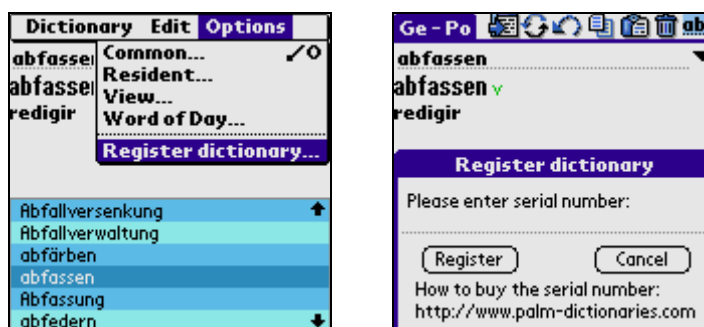 Dictionary Edit Options
abfassen
Common... /O
Resident...
View...
Word of Day...
Register dictionary...
abfassen
redigir
Abfallversenkung
Abfallverwaltung
abfärben
abfassen
Abfassung
abfedern
Ge - Po
abfassen
abfassen v
redigir
Register dictionary
Please enter serial number:
Register
Cancel
How to buy the serial number:
http://www.palm-dictionaries.com